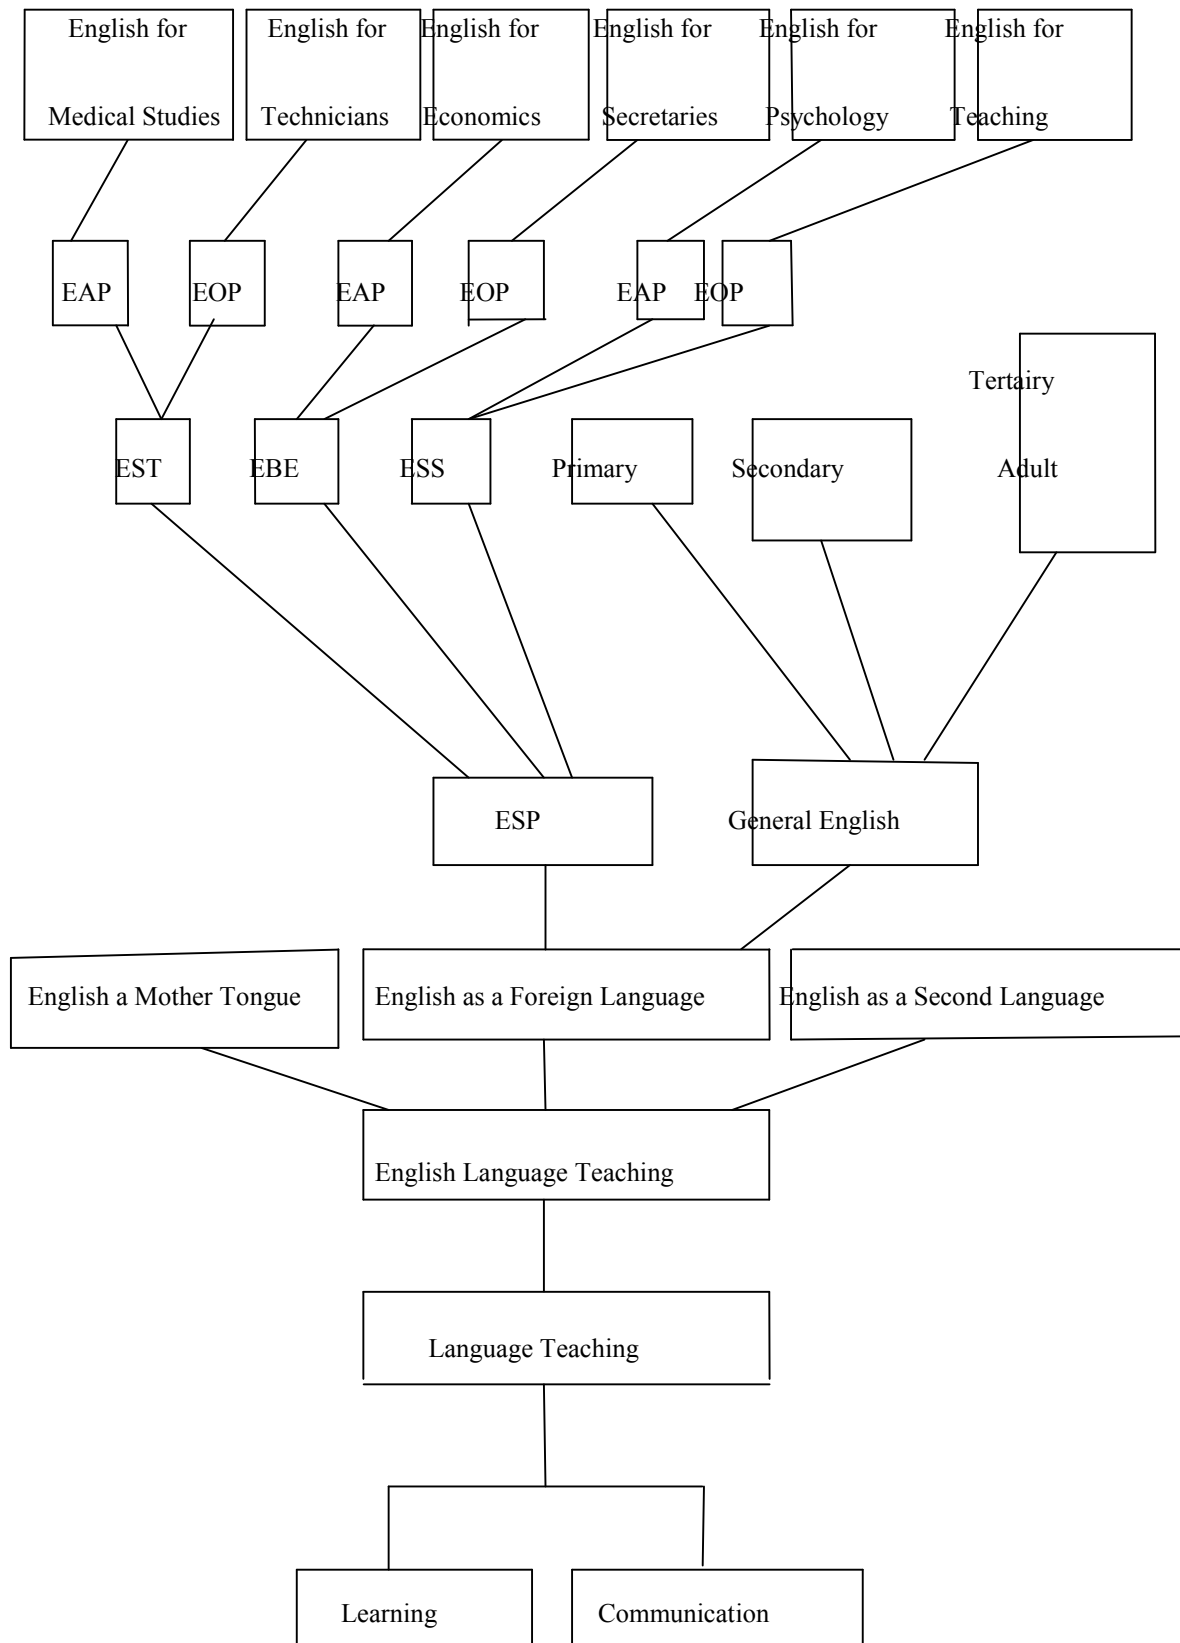 English for English for English for English for English for English for
Medical Studies Technicians Economics Secretaries Psychology Teaching
EAP EOP EAP EOP EAP EOP
Tertairy
EST EBE ESS Primary Secondary Adult
ESP General English
English a Mother Tongue English as a Foreign Language English as a Second Language
English Language Teaching
Language Teaching
Learning Communication